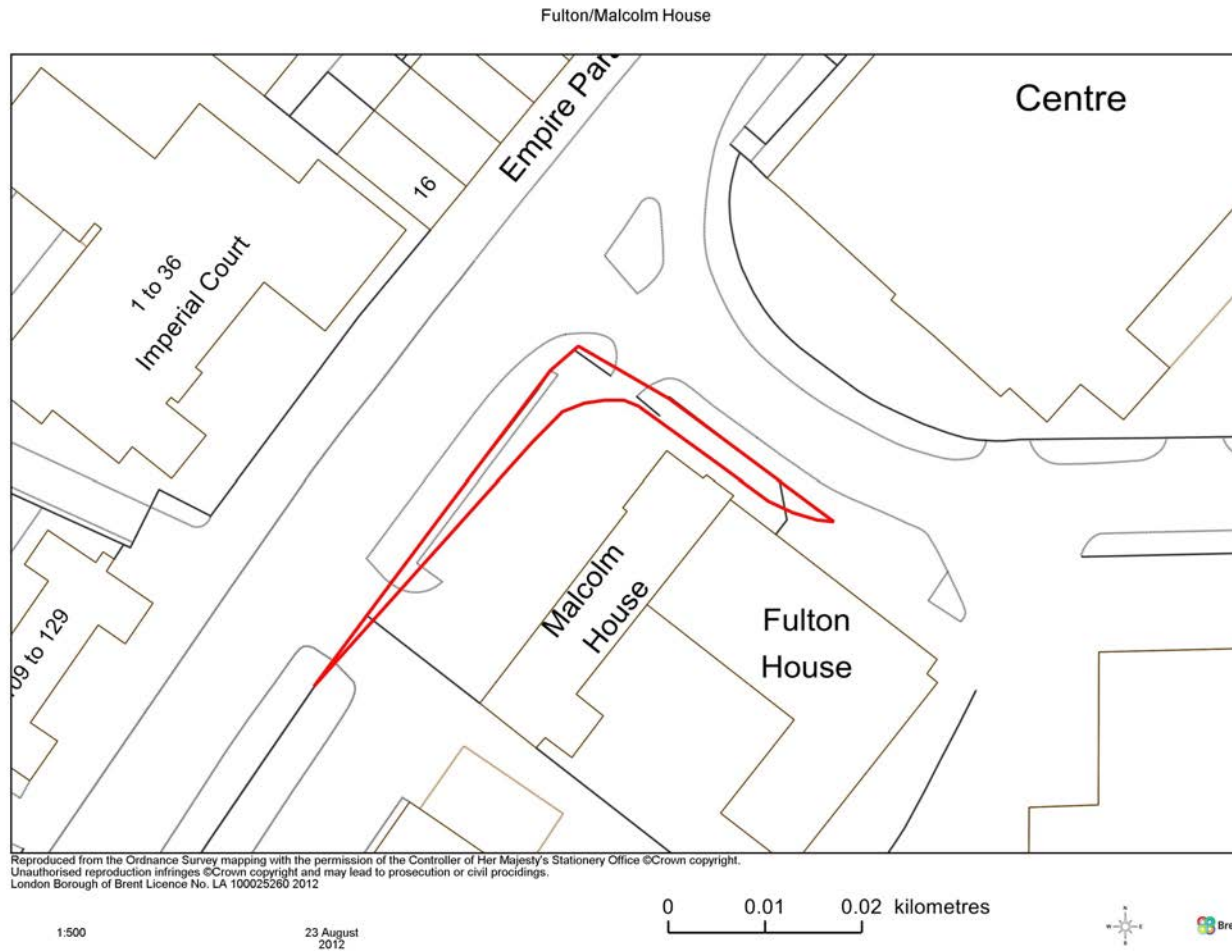 Fulton/Malcolm House
Empire Par
Centre
16
1 to 36
Imperial Court
09 to 129
Malcolm
House
Fulton
House
Reproduced from the Ordnance Survey mapping with the permission of the Controller of Her Majesty's Stationery Office ©Crown copyright.
Unauthorised reproduction infringes ©Crown copyright and may lead to prosecution or civil procidings.
London Borough of Brent Licence No. LA 100025260 2012
0 0.01 0.02 kilometres
1:500
23 August
2012
N
W E
S
Bre